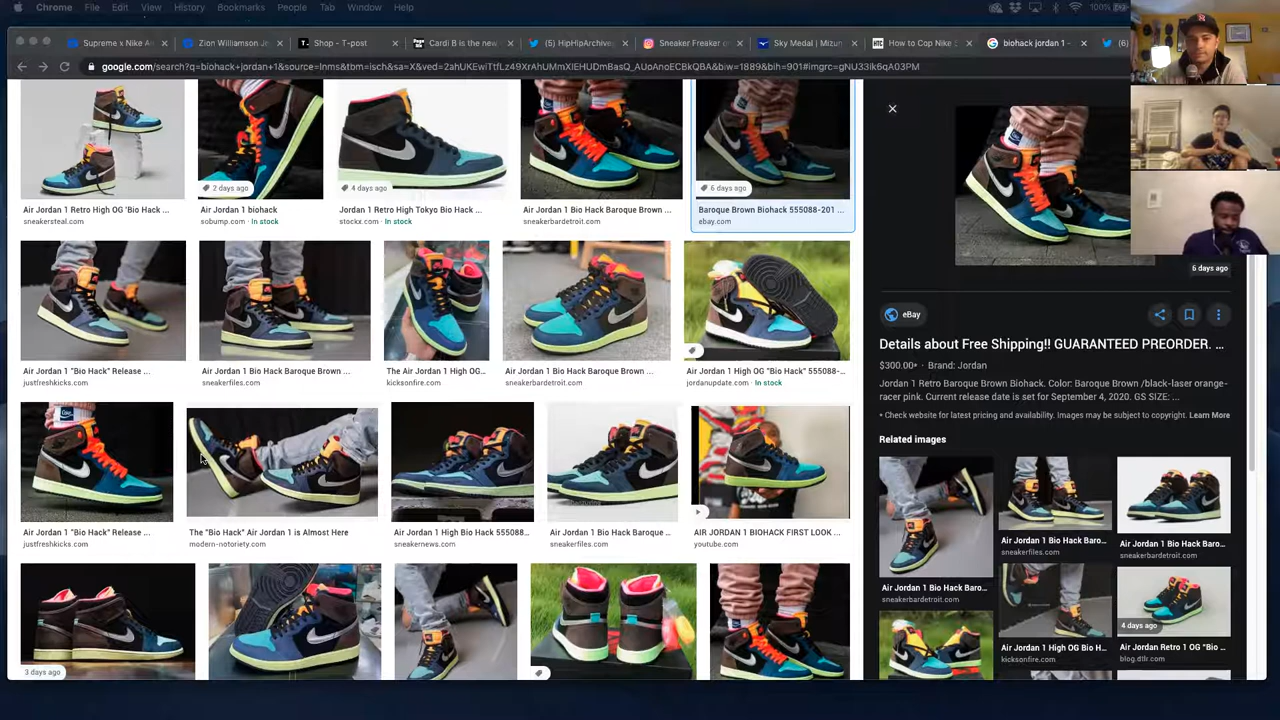 Chrome File Edit View History Bookmarks People Tab Window Help
100%
Supreme x Nike An
Zion Williamson Jo
Shop - T-post
Cardi B is the new
(5) HipHopArchive
Sneaker Freaker o
Sky Medal | Mizun
How to Cop Nike S
biohack jordan 1 -
(6)
Air Jordan 1 Retro High OG 'Bio Hack ...
sneakersteal.com
2 days ago
Air Jordan 1 biohack
sobump.com · In stock
4 days ago
Jordan 1 Retro High Tokyo Bio Hack ...
stockx.com · In stock
Air Jordan 1 Bio Hack Baroque Brown ...
sneakerbardetroit.com
6 days ago
Baroque Brown Biohack 555088-201 ...
ebay.com
Air Jordan 1 "Bio Hack" Release ...
justfreshkicks.com
Air Jordan 1 Bio Hack Baroque Brown ...
sneakerfiles.com
The Air Jordan 1 High OG...
kicksonfire.com
Air Jordan 1 Bio Hack Baroque Brown ...
sneakerbardetroit.com
Air Jordan 1 High OG "Bio Hack" 555088-...
jordanupdate.com · In stock
Air Jordan 1 "Bio Hack" Release ...
justfreshkicks.com
The "Bio Hack" Air Jordan 1 is Almost Here
modern-notoriety.com
Air Jordan 1 High Bio Hack 555088...
sneakernews.com
Air Jordan 1 Bio Hack Baroque ...
sneakerfiles.com
AIR JORDAN 1 BIOHACK FIRST LOOK ...
youtube.com
3 days ago
6 days ago
eBay
Details about Free Shipping!! GUARANTEED PREORDER. ...
$300.00* · Brand: Jordan
Jordan 1 Retro Baroque Brown Biohack. Color: Baroque Brown /black-laser orange-
racer pink. Current release date is set for September 4, 2020. GS SIZE: ...
* Check website for latest pricing and availability. Images may be subject to copyright. Learn More
Related images
Air Jordan 1 Bio Hack Bar...
sneakerbardetroit.com
Air Jordan 1 Bio Hack Baro...
sneakerfiles.com
Air Jordan 1 Bio Hack Baro...
sneakerbardetroit.com
Air Jordan 1 High OG Bio H...
kicksonfire.com
4 days ago
Air Jordan Retro 1 OG "Bio ...
blog.dtlr.com